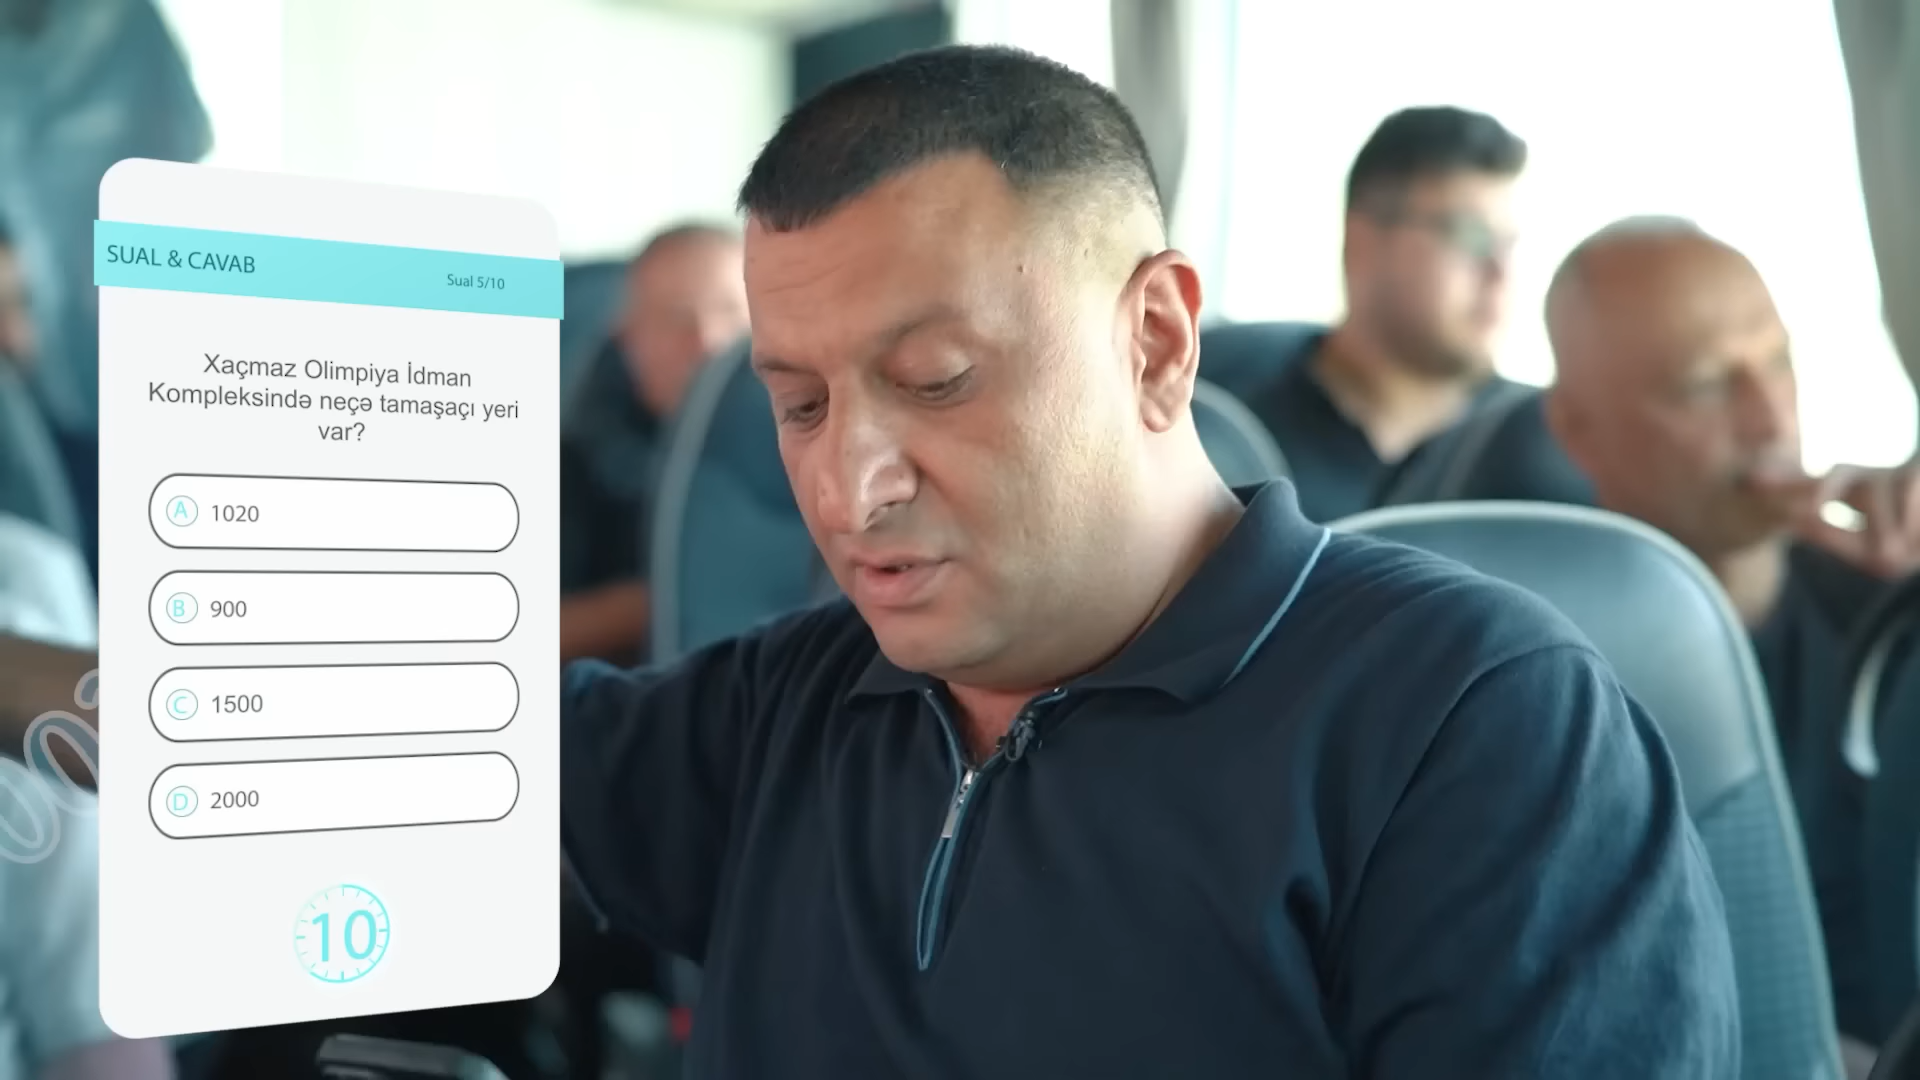 SUAL & CAVAB
Sual 5/10
Xaçmaz Olimpiya İdman
Kompleksində neçə tamaşaçı yeri
var?
A 1020
B 900
C 1500
D 2000
10